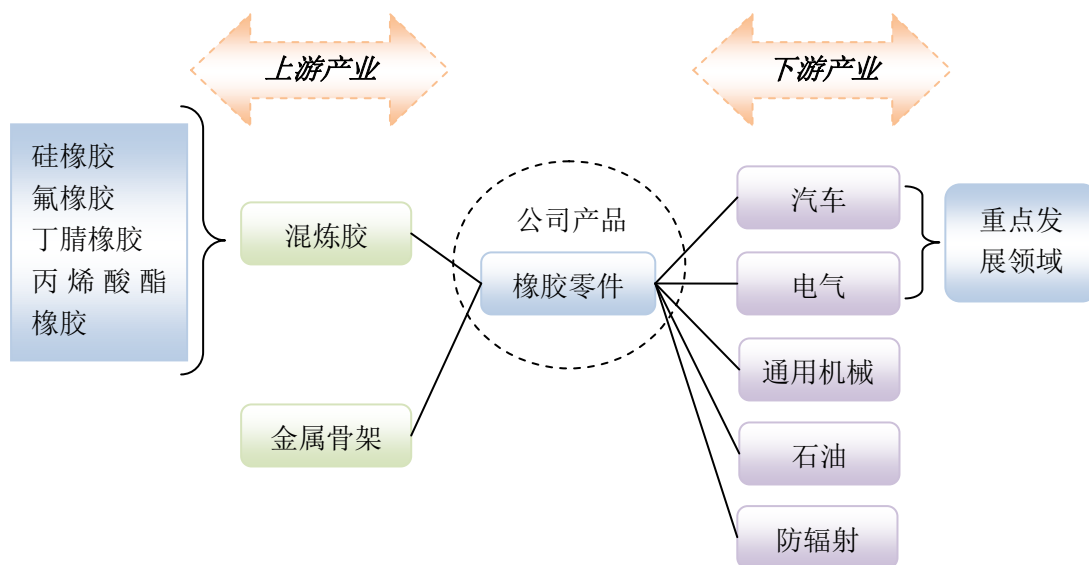 上游产业
下游产业
硅橡胶
氟橡胶
丁腈橡胶
丙烯酸酯
橡胶
混炼胶
金属骨架
公司产品
橡胶零件
汽车
电气
通用机械
石油
防辐射
重点发
展领域